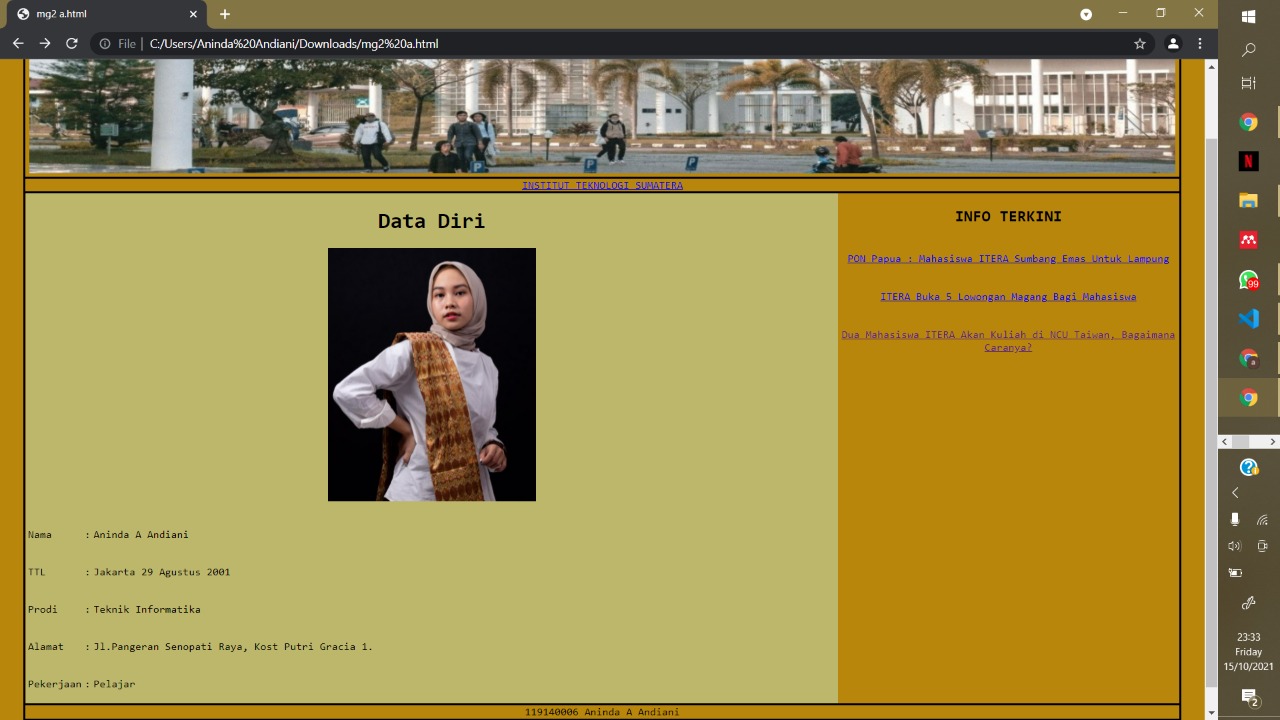 mg2 a.html
File
C:/Users/Aninda%20Andiani/Downloads/mg2%20a.html
INSTITUT TEKNOLOGI SUMATERA
Data Diri
Nama : Aninda A Andiani
TTL : Jakarta 29 Agustus 2001
Prodi : Teknik Informatika
Alamat : Jl.Pangeran Senopati Raya, Kost Putri Gracia 1.
Pekerjaan : Pelajar
INFO TERKINI
PON Papua : Mahasiswa ITERA Sumbang Emas Untuk Lampung
ITERA Buka 5 Lowongan Magang Bagi Mahasiswa
Dua Mahasiswa ITERA Akan Kuliah di NCU Taiwan, Bagaimana
Caranya?
119140006 Aninda A Andiani
N
99
a
23:33
Friday
15/10/2021
2